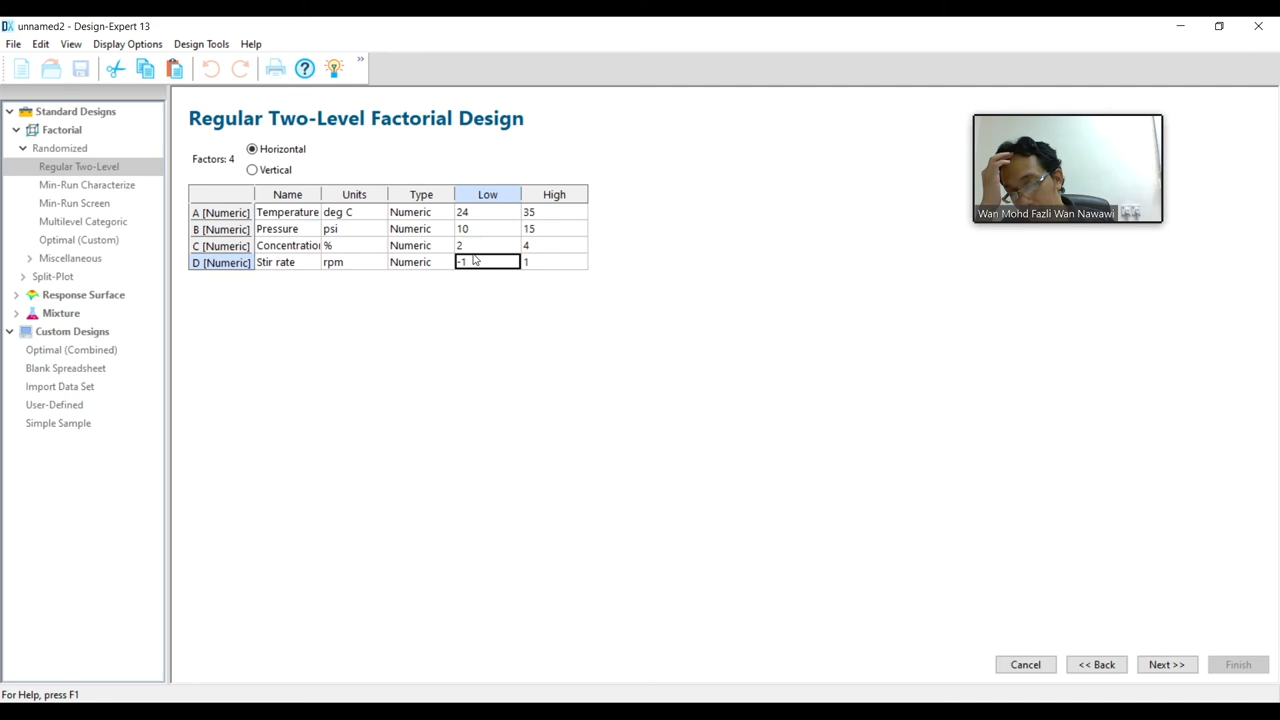 unnamed2 - Design-Expert 13
File Edit View Display Options Design Tools Help
»
Standard Designs
Factorial
Randomized
Regular Two-Level
Min-Run Characterize
Min-Run Screen
Multilevel Categoric
Optimal (Custom)
Miscellaneous
Split-Plot
Response Surface
Mixture
Custom Designs
Optimal (Combined)
Blank Spreadsheet
Import Data Set
User-Defined
Simple Sample
Regular Two-Level Factorial Design
Factors: 4
Horizontal
Vertical
Name Units Type Low High
A [Numeric] Temperature deg C Numeric 24 35
B [Numeric] Pressure psi Numeric 10 15
C [Numeric] Concentration % Numeric 2 4
D [Numeric] Stir rate rpm Numeric -1 1
Wan Mohd Fazli Wan Nawawi
Cancel << Back Next >> Finish
For Help, press F1